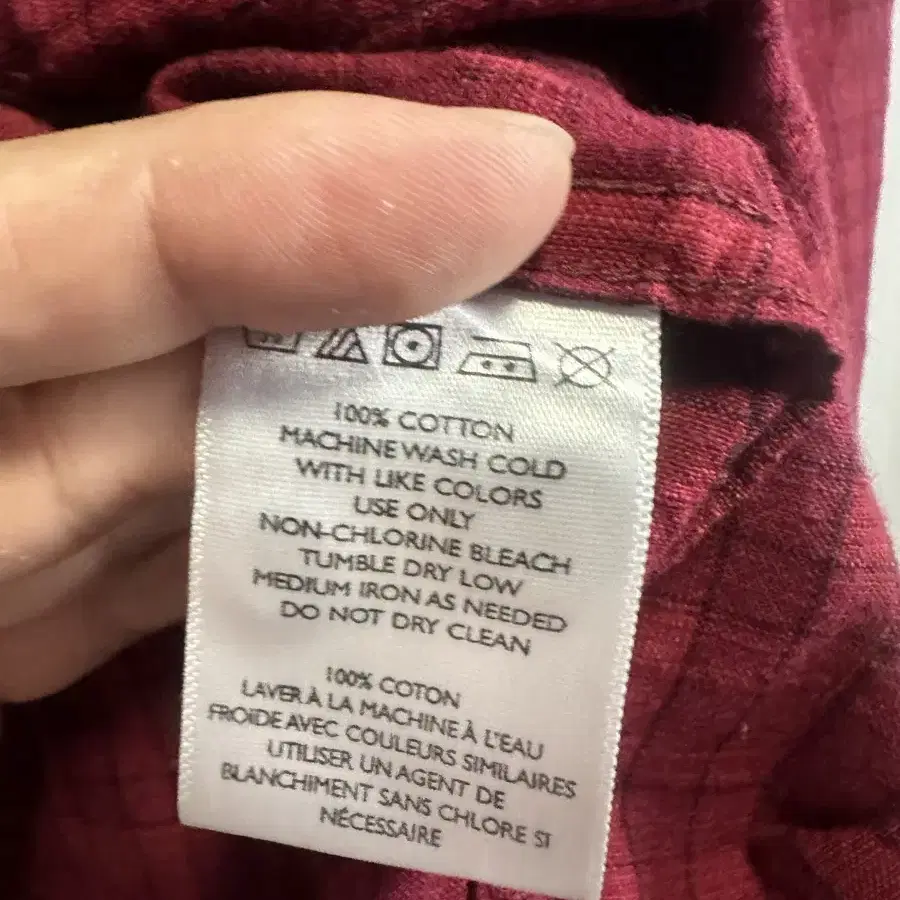 100% COTTON
MACHINE WASH COLD
WITH LIKE COLORS
USE ONLY
NON-CHLORINE BLEACH
TUMBLE DRY LOW
MEDIUM IRON AS NEEDED
DO NOT DRY CLEAN
100% COTON
LAVER À LA MACHINE À L'EAU
FROIDE AVEC COULEURS SIMILAIRES
UTILISER UN AGENT DE
BLANCHIMENT SANS CHLORE SI
NÉCESSAIRE